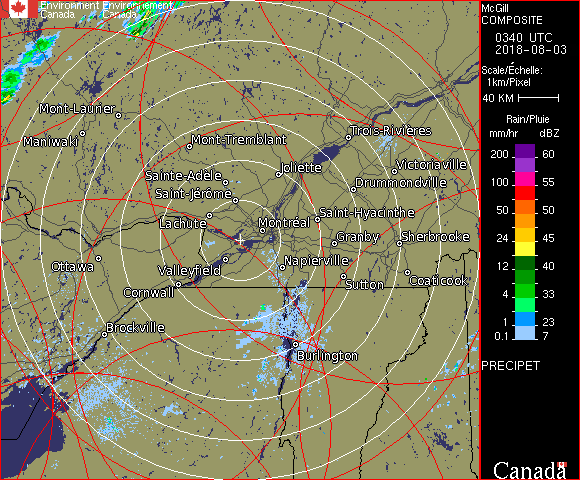 Environment Environnement
Canada Canada
McGill
COMPOSITE
0340 UTC
2018-08-03
Scale/Échelle:
1km/Pixel
40 KM
Rain/Pluie
mm/hr dBZ
200 60
55
100 55
50 50
24 45
12 40
8 33
4 33
1 23
0.1 7
PRECIPET
Canada
Mont-Laurier
Maniwaki
Mont-Tremblant
Trois-Rivières
Sainte-Adèle
Joliette
Victoriaville
Saint-Jérôme
Drummondville
Lachute
Montréal
Saint-Hyacinthe
Granby
Sherbrooke
Ottawa
Valleyfield
Napierville
Cornwall
Sutton
Coaticook
Brockville
Burlington